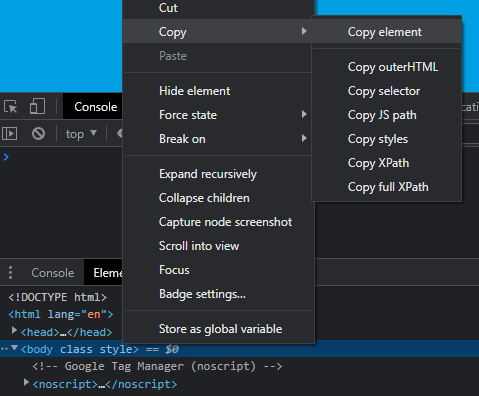 Cut
Copy
Copy element
Paste
Copy outerHTML
Hide element
Copy selector
Console
Force state
Copy JS path
top
Break on
Copy styles
Copy XPath
Expand recursively
Copy full XPath
Collapse children
Capture node screenshot
Scroll into view
Console
Focus
Badge settings...
<!DOCTYPE html>
<html lang="en">
<head>…</head>
Store as global variable
<body class style> == $0
<!-- Google Tag Manager (noscript) -->
<noscript>…</noscript>